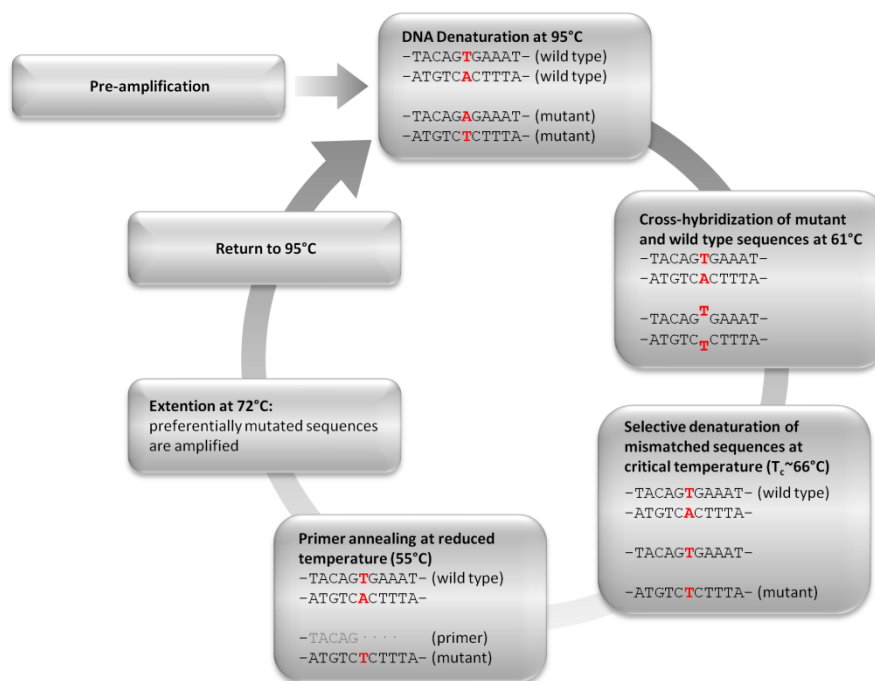 Pre-amplification
DNA Denaturation at 95°C
-TACAGTGAAAT- (wild type)
-ATGTCACTTTA- (wild type)
-TACAGAGAAAT- (mutant)
-ATGTCTCTTTA- (mutant)
Cross-hybridization of mutant
and wild type sequences at 61°C
-TACAGTGAAAT-
-ATGTCACTTTA-
-TACAGTGAAAT-
-ATGTCTCTTTA-
Selective denaturation of
mismatched sequences at
critical temperature (Tc~66°C)
-TACAGTGAAAT- (wild type)
-ATGTCACTTTA-
-TACAGTGAAAT-
-ATGTCTCTTTA- (mutant)
Primer annealing at reduced
temperature (55°C)
-TACAGTGAAAT- (wild type)
-ATGTCACTTTA-
-TACAG···· (primer)
-ATGTCTCTTTA- (mutant)
Extention at 72°C:
preferentially mutated sequences
are amplified
Return to 95°C